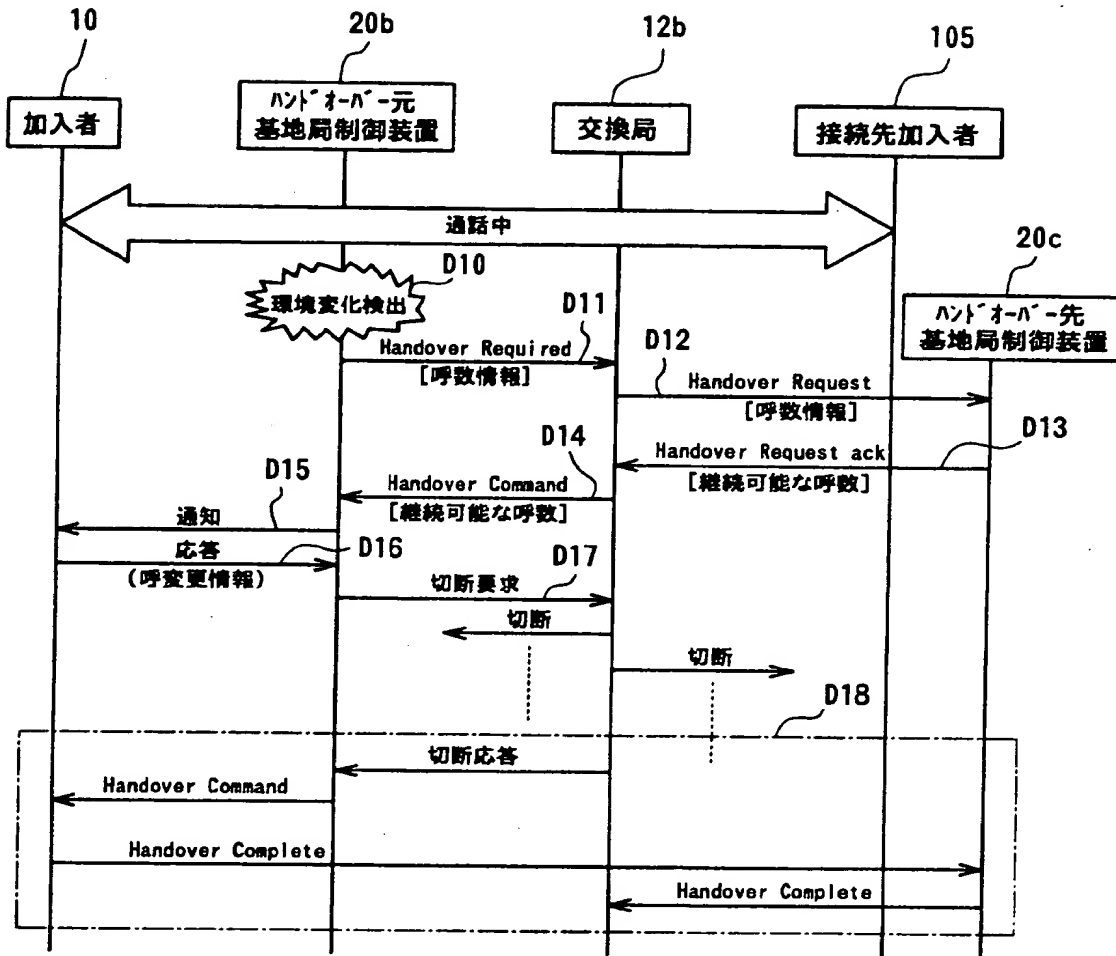 10
20b
12b
105
加入者
ハンドオーバー元
基地局制御装置
交換局
接続先加入者
通話中
20c
D10
環境変化検出
ハンドオーバー先
基地局制御装置
D11
Handover Required
[呼数情報]
D12
Handover Request
[呼数情報]
D13
Handover Request ack
[継続可能な呼数]
D14
Handover Command
[継続可能な呼数]
D15
通知
D16
応答
(呼変更情報)
D17
切断要求
切断
切断
D18
切断応答
Handover Command
Handover Complete
Handover Complete